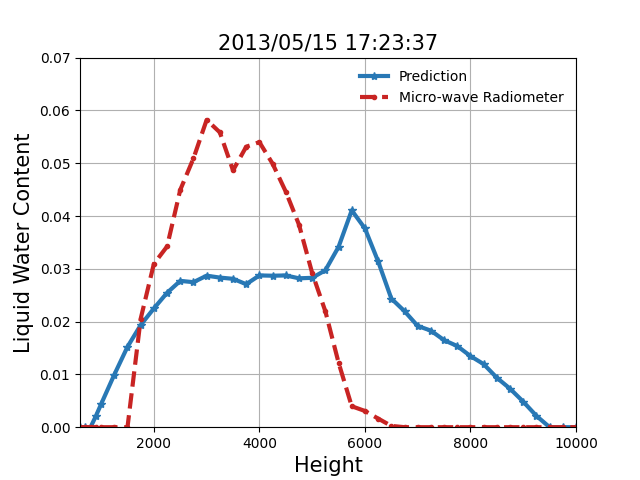 2013/05/15 17:23:37
0.07
0.06
0.05
0.04
0.03
0.02
0.01
0.00
Liquid Water Content
Prediction
Micro-wave Radiometer
2000 4000 6000 8000 10000
Height